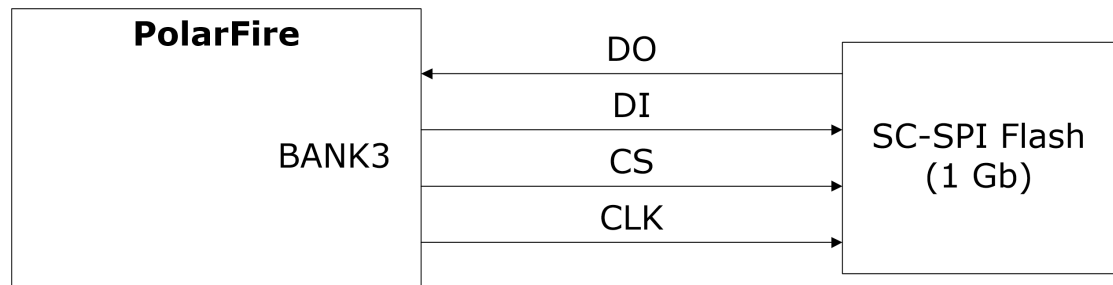 PolarFire
DO
DI
BANK3
CS
CLK
SC-SPI Flash
(1 Gb)